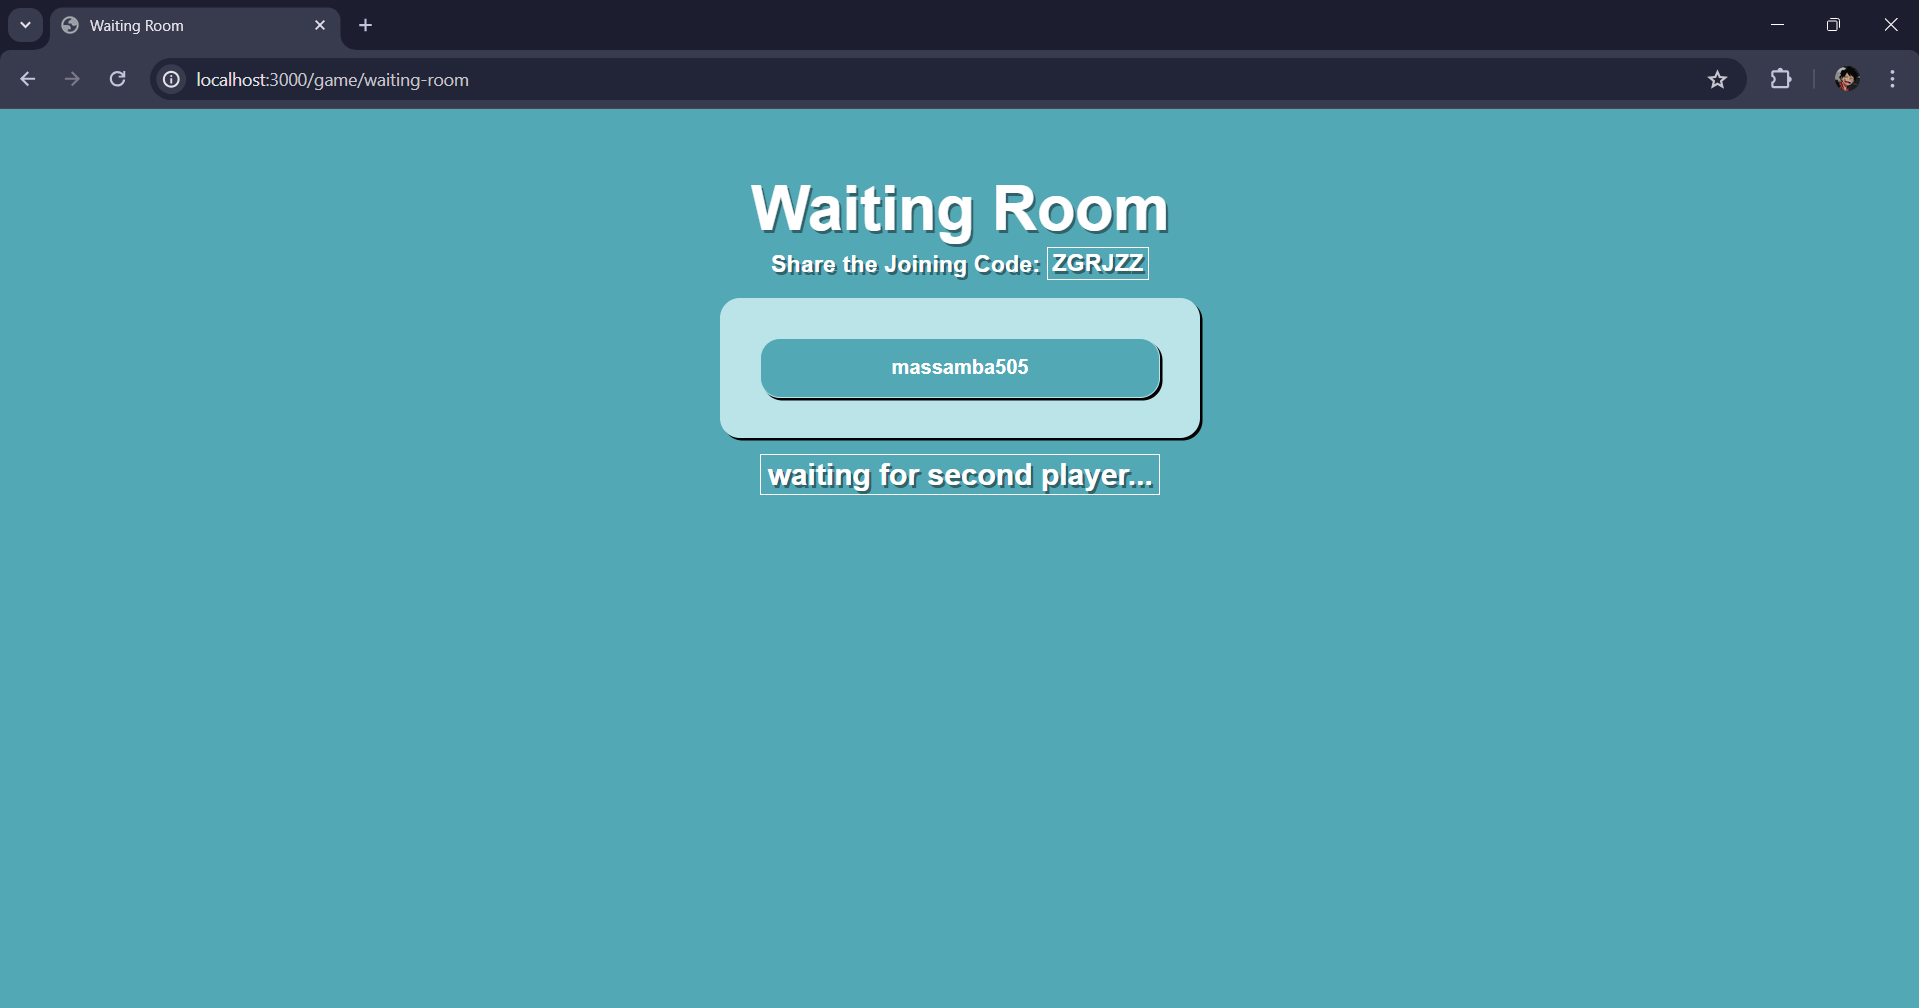 Waiting Room
localhost:3000/game/waiting-room
Waiting Room
Share the Joining Code: ZGRJZZ
massamba505
waiting for second player...